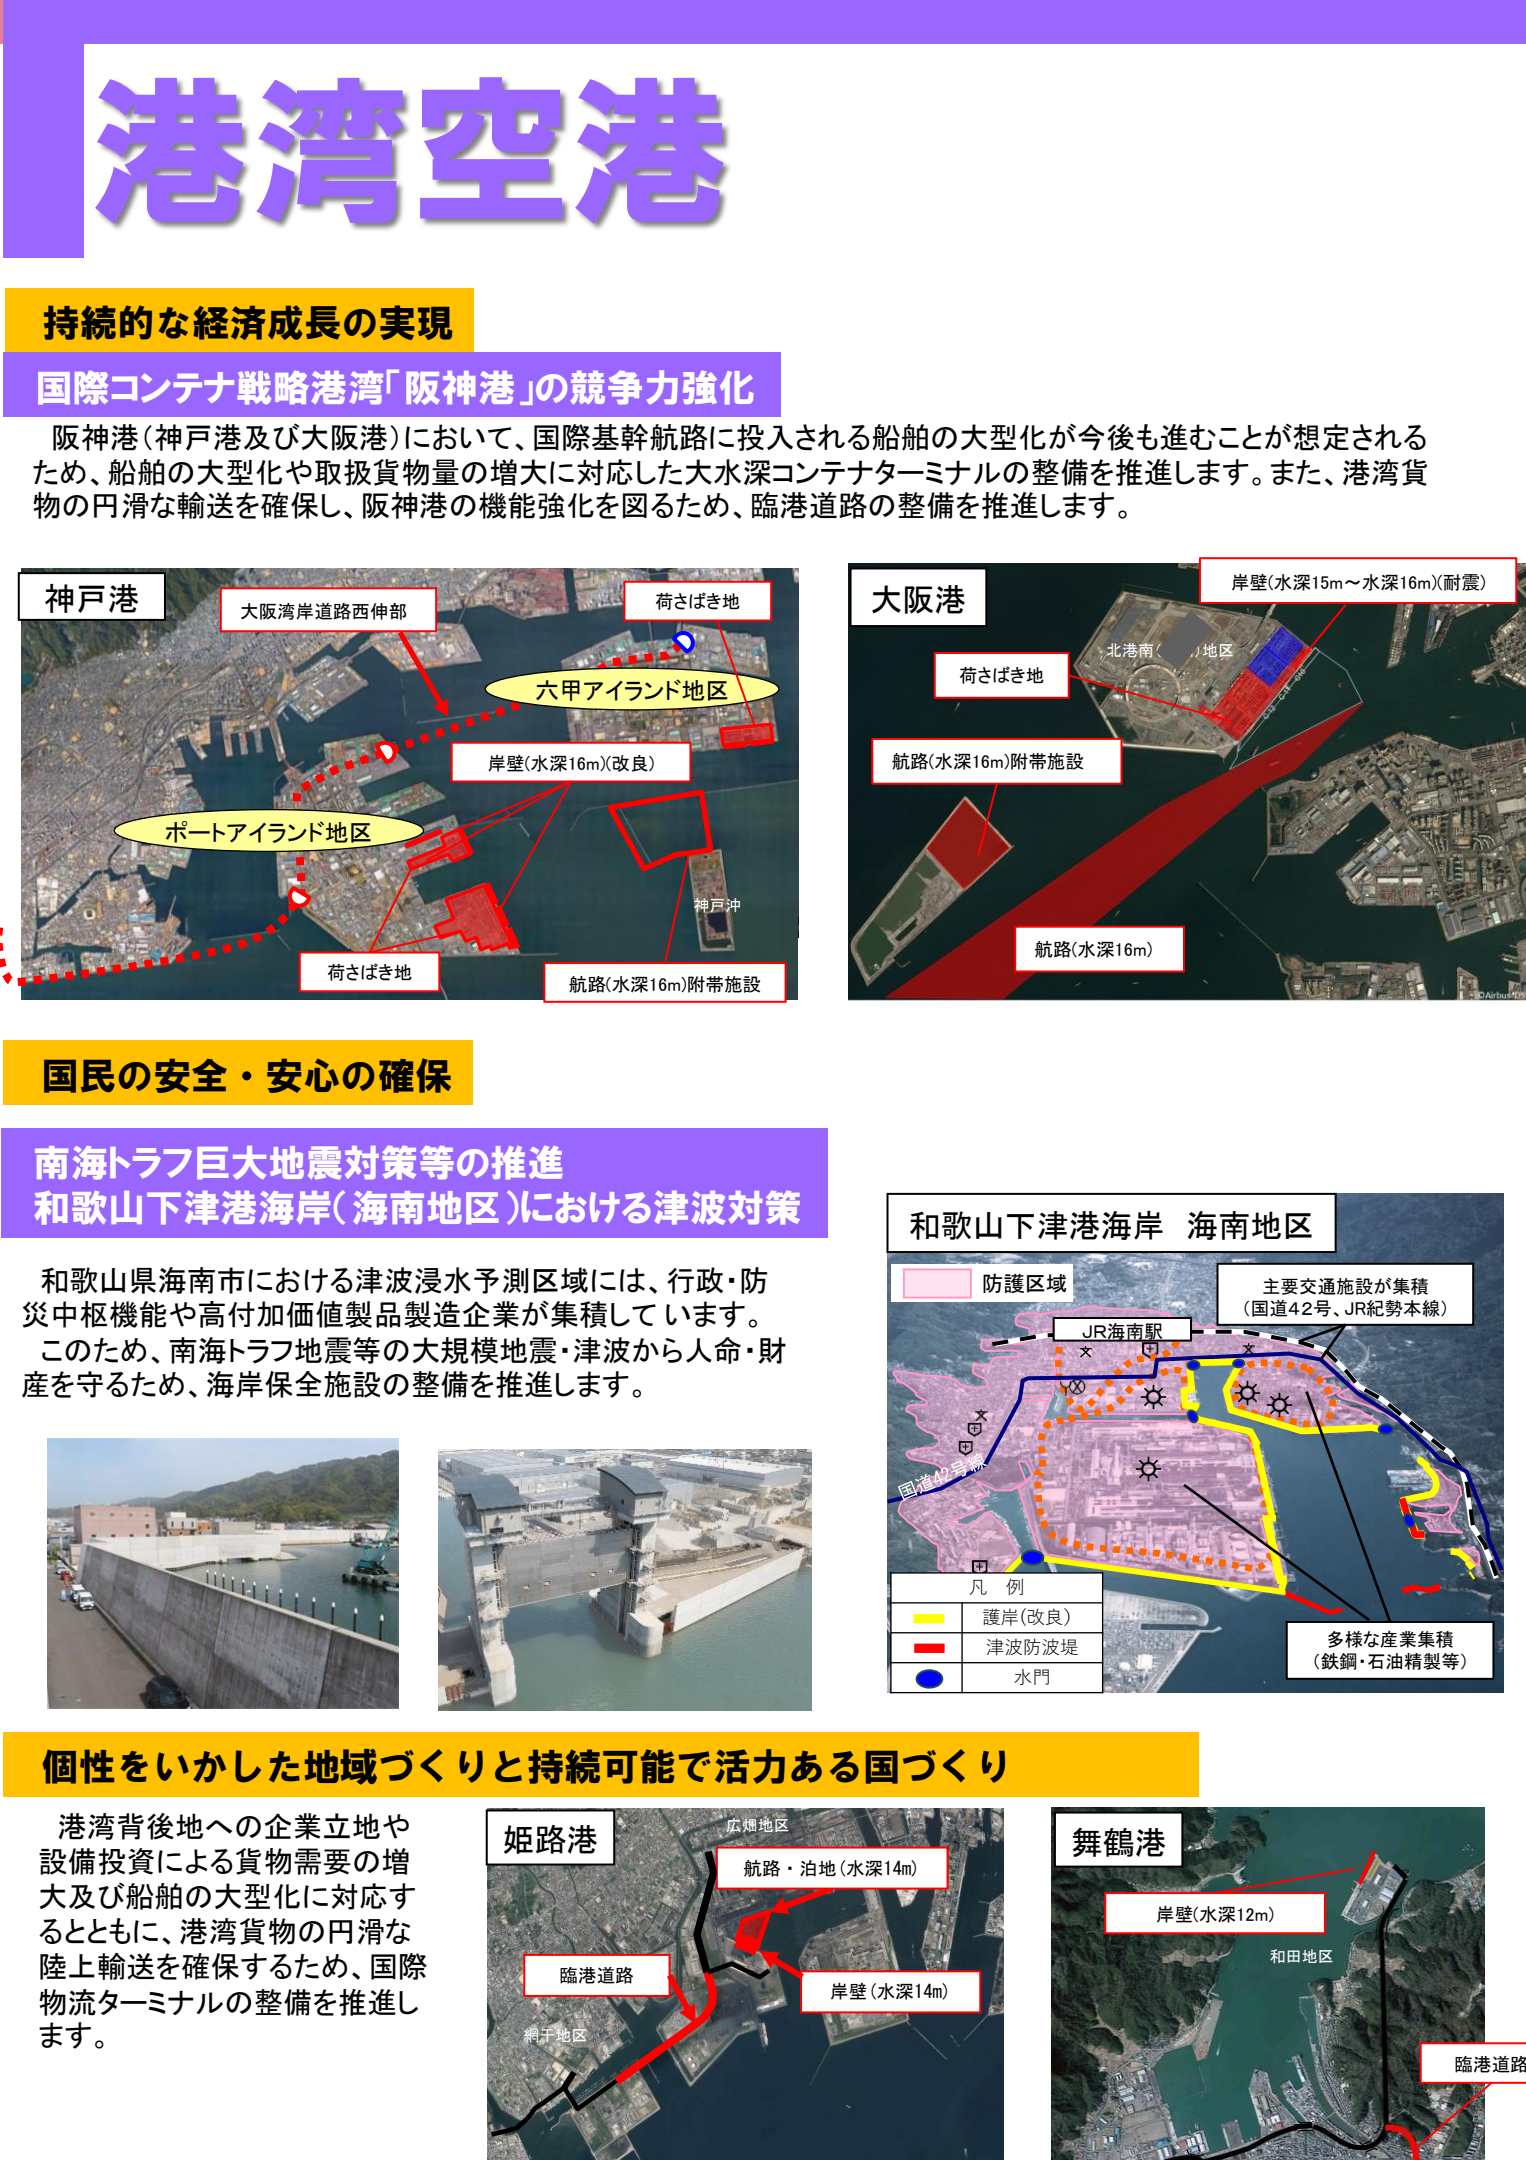 港湾空港
持続的な経済成長の実現
国際コンテナ戦略港湾「阪神港」の競争力強化
阪神港（神戸港及び大阪港）において、国際基幹航路に投入される船舶の大型化が今後も進むことが想定される
ため、船舶の大型化や取扱貨物量の増大に対応した大水深コンテナターミナルの整備を推進します。また、港湾貨
物の円滑な輸送を確保し、阪神港の機能強化を図るため、臨港道路の整備を推進します。
神戸港
大阪湾岸道路西伸部
荷さばき地
六甲アイランド地区
岸壁(水深16m)(改良)
ポートアイランド地区
神戸沖
荷さばき地
航路(水深16m)附帯施設
大阪港
岸壁(水深15m～水深16m)(耐震)
北港南( )地区
荷さばき地
C-12 C-11 C-10
航路(水深16m)附帯施設
航路(水深16m)
©Airbus DS
国民の安全・安心の確保
南海トラフ巨大地震対策等の推進
和歌山下津港海岸（海南地区）における津波対策
和歌山県海南市における津波浸水予測区域には、行政・防
災中枢機能や高付加価値製品製造企業が集積しています。
このため、南海トラフ地震等の大規模地震・津波から人命・財
産を守るため、海岸保全施設の整備を推進します。
和歌山下津港海岸　海南地区
防護区域
主要交通施設が集積
（国道４２号、JR紀勢本線）
JR海南駅
国道42号線
凡　例
護岸(改良)
津波防波堤
水門
多様な産業集積
（鉄鋼・石油精製等）
個性をいかした地域づくりと持続可能で活力ある国づくり
港湾背後地への企業立地や
設備投資による貨物需要の増
大及び船舶の大型化に対応す
るとともに、港湾貨物の円滑な
陸上輸送を確保するため、国際
物流ターミナルの整備を推進し
ます。
姫路港
広畑地区
航路・泊地(水深14m)
臨港道路
岸壁(水深14m)
網干地区
舞鶴港
岸壁(水深12m)
和田地区
臨港道路